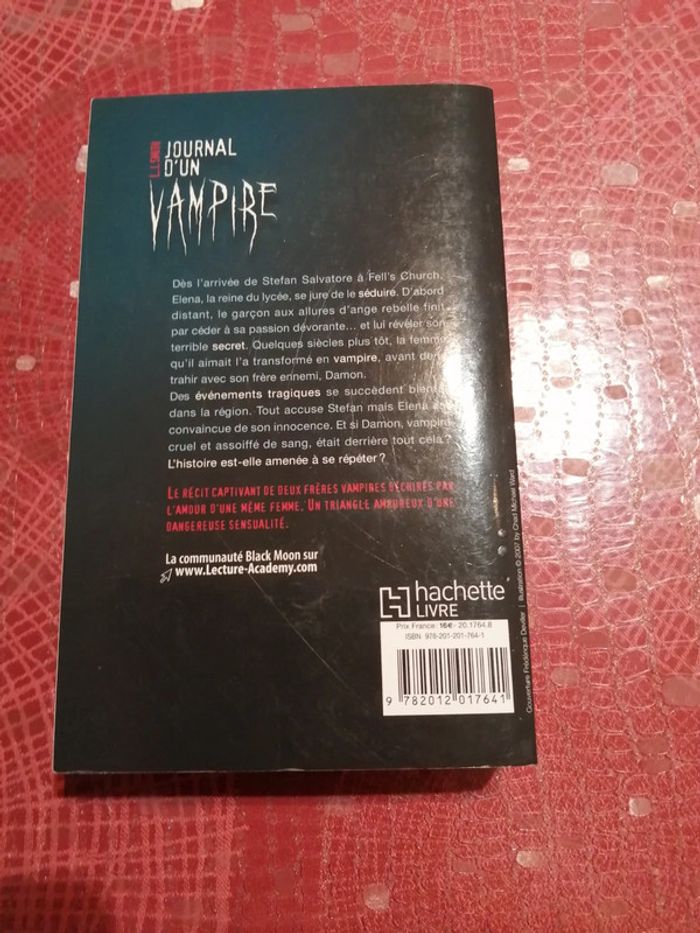 L.J. SMITH
JOURNAL
D'UN
VAMPIRE
Dès l'arrivée de Stefan Salvatore à Fell's Church,
Elena, la reine du lycée, se jure de le séduire. D'abord
distant, le garçon aux allures d'ange rebelle finit
par céder à sa passion dévorante... et lui révéler son
terrible secret. Quelques siècles plus tôt, la femme
qu'il aimait l'a transformé en vampire, avant de
trahir avec son frère ennemi, Damon.
Des événements tragiques se succèdent
dans la région. Tout accuse Stefan mais Elena
convaincue de son innocence. Et si Damon, vampire
cruel et assoiffé de sang, était derrière tout cela ?
L'histoire est-elle amenée à se répéter ?
LE RÉCIT CAPTIVANT DE DEUX FRÈRES VAMPIRES DÉCHIRÉS PAR
L'AMOUR D'UNE MÊME FEMME. UN TRIANGLE AMOUREUX D'UNE
DANGEREUSE SENSUALITÉ.
La communauté Black Moon sur
www.Lecture-Academy.com
hachette
LIVRE
Prix France : 16€ - 20.1764.8
ISBN 978-201-201-764-1
9 782012 017641
Couverture Frédérique Deviller | Illustration © 2007 by Chad Michael Ward